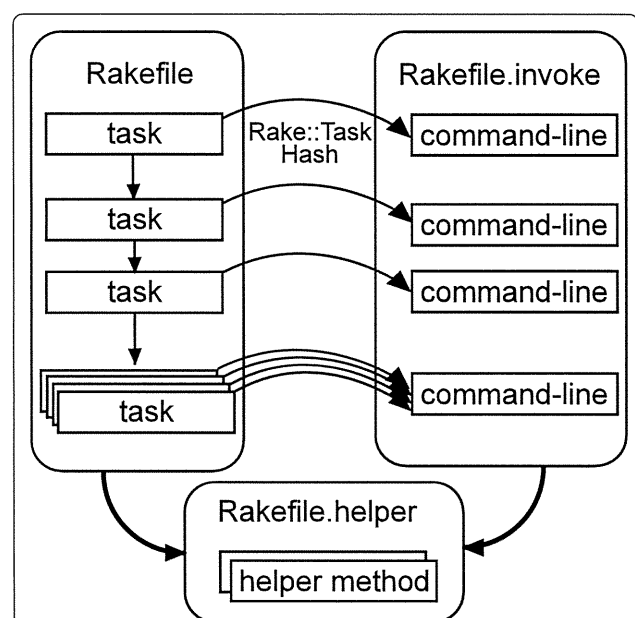 Rakefile
Rakefile.invoke
task
Rake::Task
Hash
command-line
task
command-line
task
command-line
task
command-line
Rakefile.helper
helper method